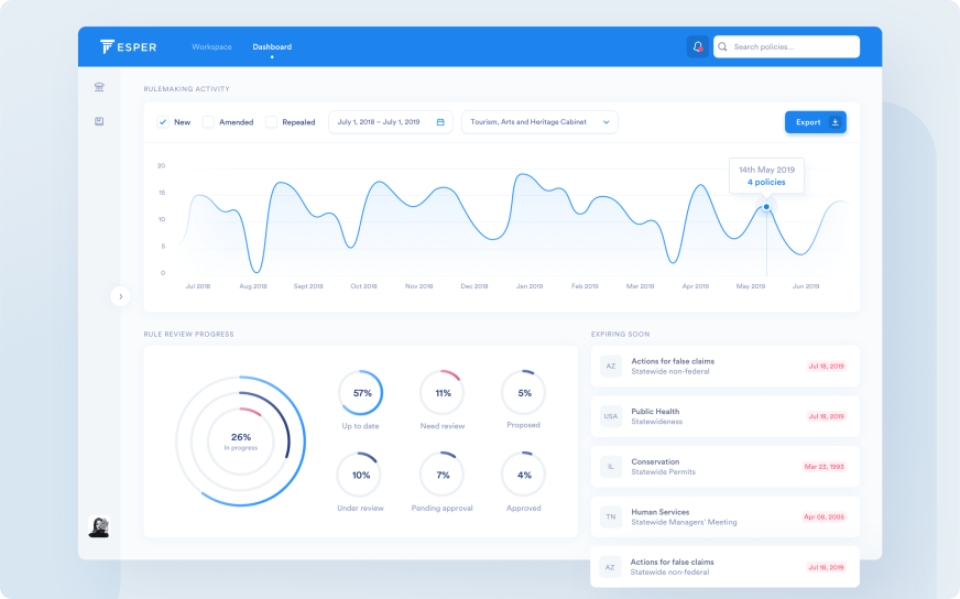 ESPER
Workspace
Dashboard
Search policies...
RULEMAKING ACTIVITY
New
Amended
Repealed
July 1, 2018 – July 1, 2019
Tourism, Arts and Heritage Cabinet
Export
14th May 2019
4 policies
20
15
10
5
0
Jul 2018
Aug 2018
Sept 2018
Oct 2018
Nov 2018
Dec 2018
Jan 2019
Feb 2019
Mar 2019
Apr 2019
May 2019
Jun 2019
RULE REVIEW PROGRESS
26%
In progress
57%
Up to date
11%
Need review
5%
Proposed
10%
Under review
7%
Pending approval
4%
Approved
EXPIRING SOON
AZ
Actions for false claims
Statewide non-federal
Jul 18, 2019
USA
Public Health
Statewideness
Jul 18, 2019
IL
Conservation
Statewide Permits
Mar 23, 1993
TN
Human Services
Statewide Managers' Meeting
Apr 08, 2005
AZ
Actions for false claims
Statewide non-federal
Jul 18, 2019